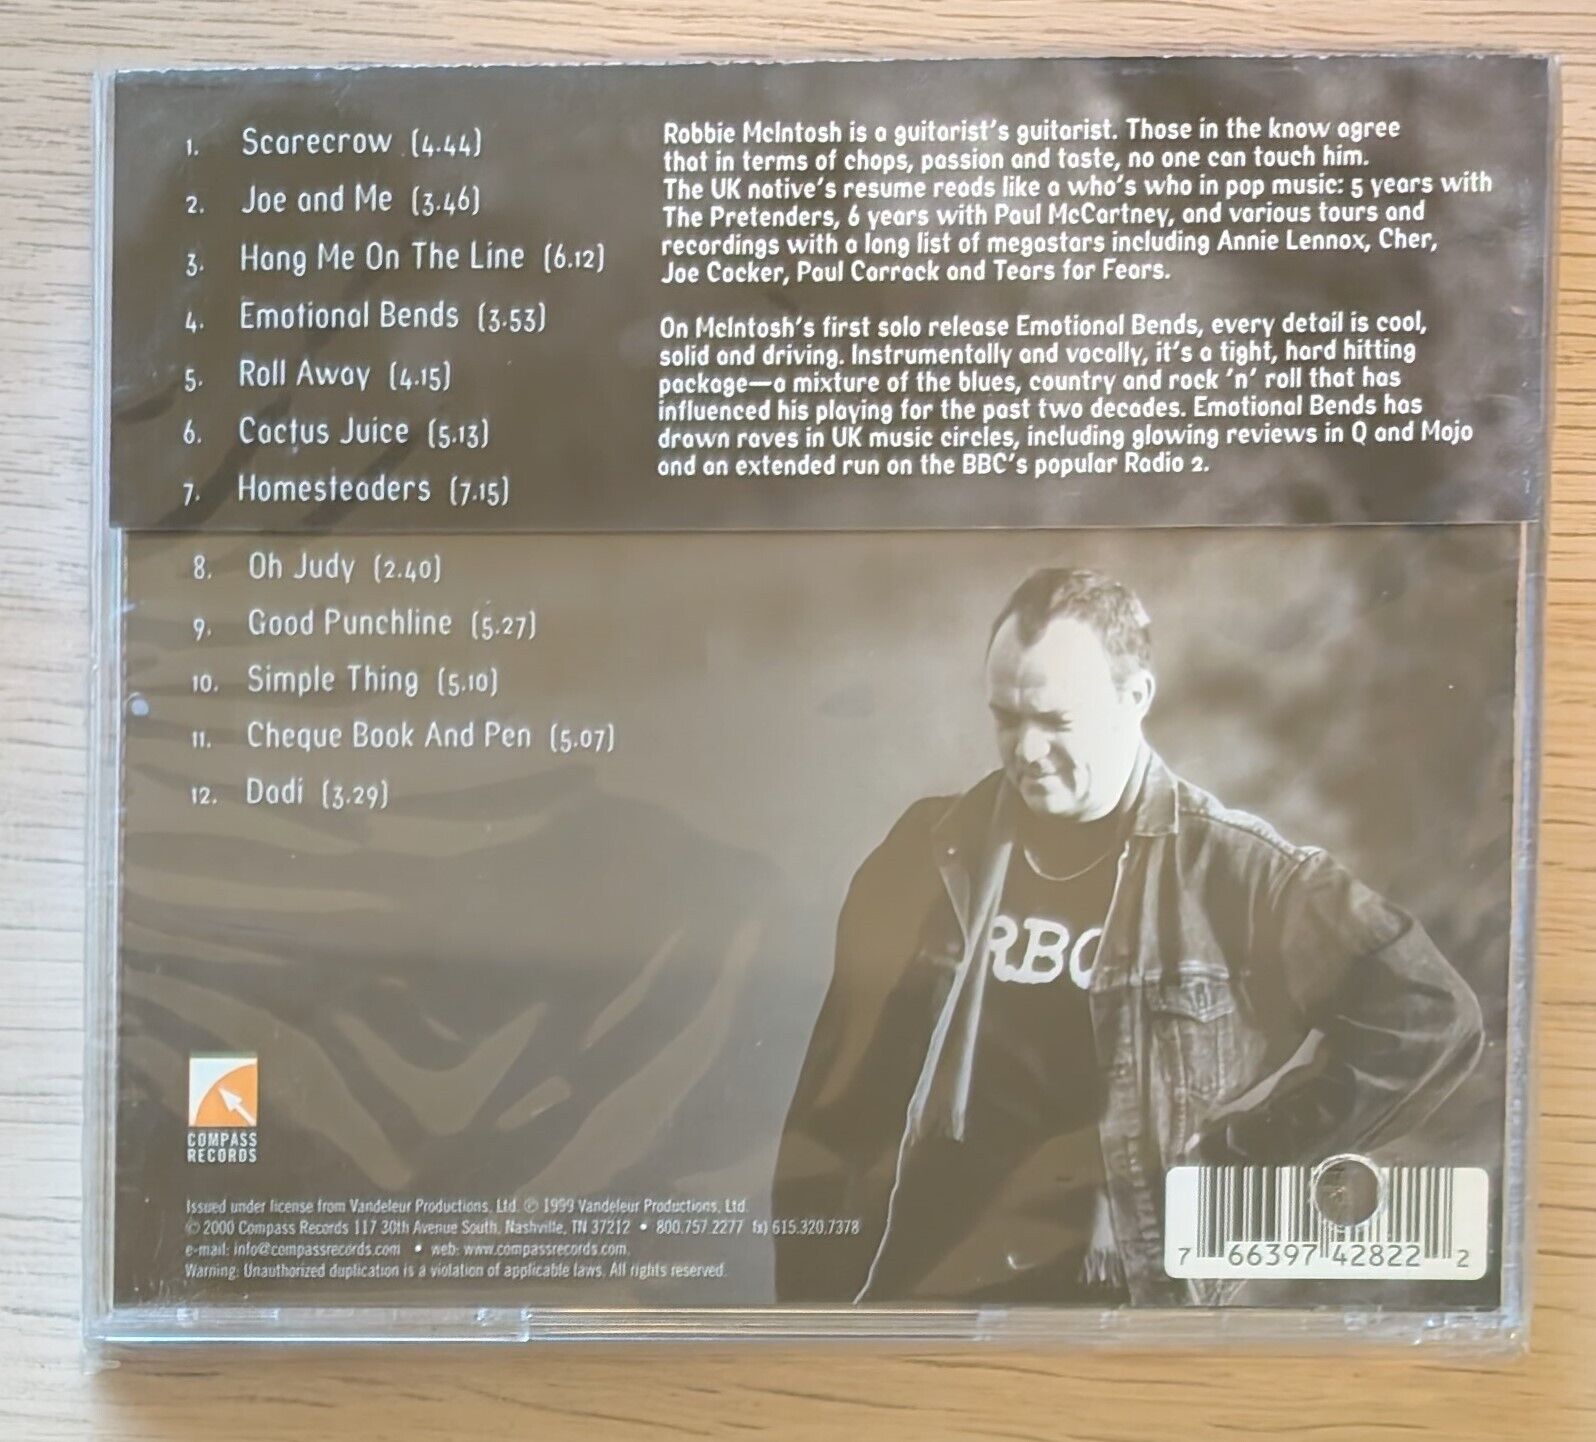 1. Scarecrow (4.44)
2. Joe and Me (3.46)
3. Hang Me On The Line (6.12)
4. Emotional Bends (3.53)
5. Roll Away (4.15)
6. Cactus Juice (5.13)
7. Homesteaders (7.15)
Robbie McIntosh is a guitarist's guitarist. Those in the know agree
that in terms of chops, passion and taste, no one can touch him.
The UK native's resume reads like a who's who in pop music: 5 years with
The Pretenders, 6 years with Paul McCartney, and various tours and
recordings with a long list of megastars including Annie Lennox, Cher,
Joe Cocker, Paul Carrack and Tears for Fears.
On McIntosh's first solo release Emotional Bends, every detail is cool,
solid and driving. Instrumentally and vocally, it's a tight, hard hitting
package—a mixture of the blues, country and rock 'n' roll that has
influenced his playing for the past two decades. Emotional Bends has
drawn raves in UK music circles, including glowing reviews in Q and Mojo
and an extended run on the BBC's popular Radio 2.
8. Oh Judy (2.40)
9. Good Punchline (5.27)
10. Simple Thing (5.10)
11. Cheque Book And Pen (5.07)
12. Dadi (3.29)
RBC
COMPASS
RECORDS
Issued under license from Vandeleur Productions, Ltd. ℗ 1999 Vandeleur Productions, Ltd.
© 2000 Compass Records 117 30th Avenue South, Nashville, TN 37212 • 800.757.2277 fx) 615.320.7378
e-mail: info@compassrecords.com • web: www.compassrecords.com.
Warning: Unauthorized duplication is a violation of applicable laws. All rights reserved.
7 66397 42822 2